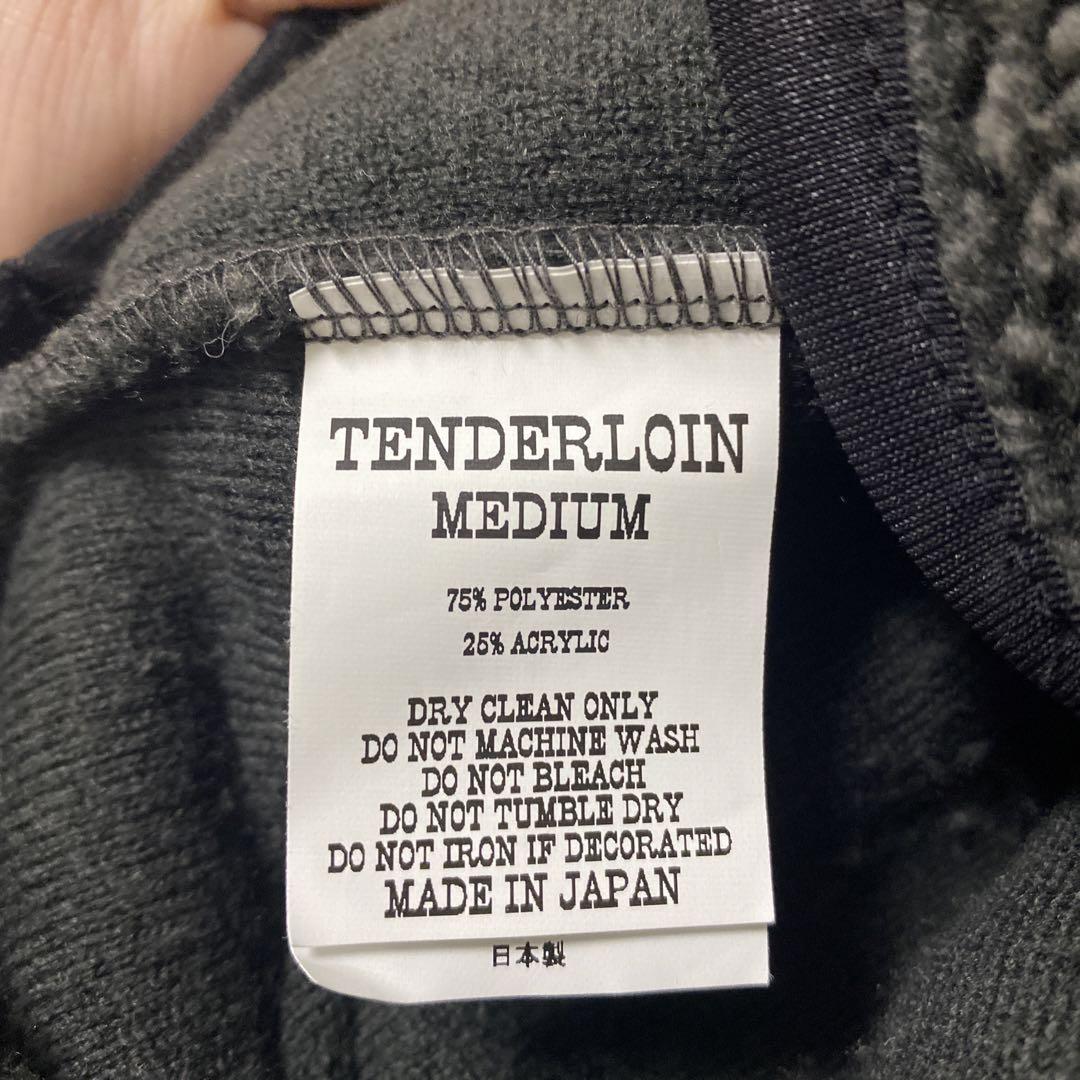 TENDERLOIN
MEDIUM
75% POLYESTER
25% ACRYLIC
DRY CLEAN ONLY
DO NOT MACHINE WASH
DO NOT BLEACH
DO NOT TUMBLE DRY
DO NOT IRON IF DECORATED
MADE IN JAPAN
日本製